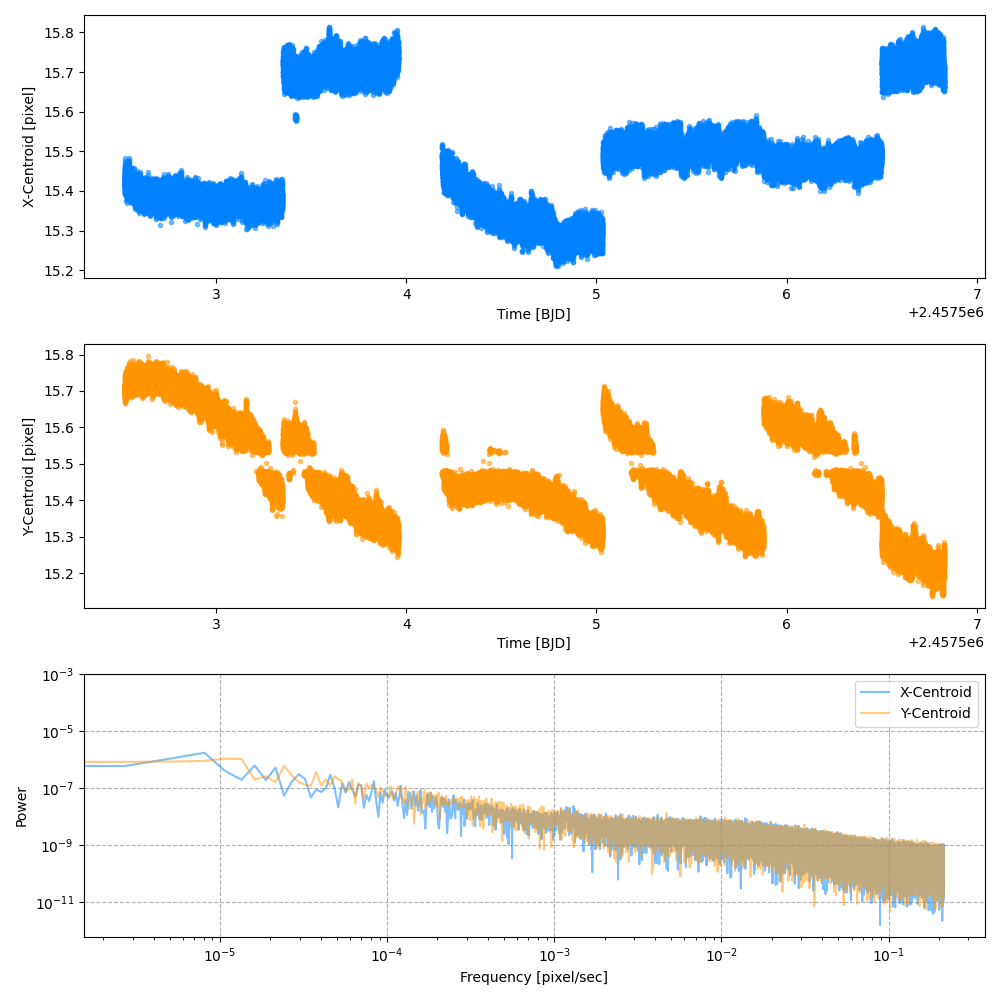 15.8
15.7
15.6
15.5
15.4
15.3
15.2
X-Centroid [pixel]
3 4 5 6 7
Time [BJD]
+2.4575e6
15.8
15.7
15.6
15.5
15.4
15.3
15.2
Y-Centroid [pixel]
3 4 5 6 7
Time [BJD]
+2.4575e6
10⁻³
10⁻⁵
10⁻⁷
10⁻⁹
10⁻¹¹
Power
X-Centroid
Y-Centroid
10⁻⁵ 10⁻⁴ 10⁻³ 10⁻² 10⁻¹
Frequency [pixel/sec]